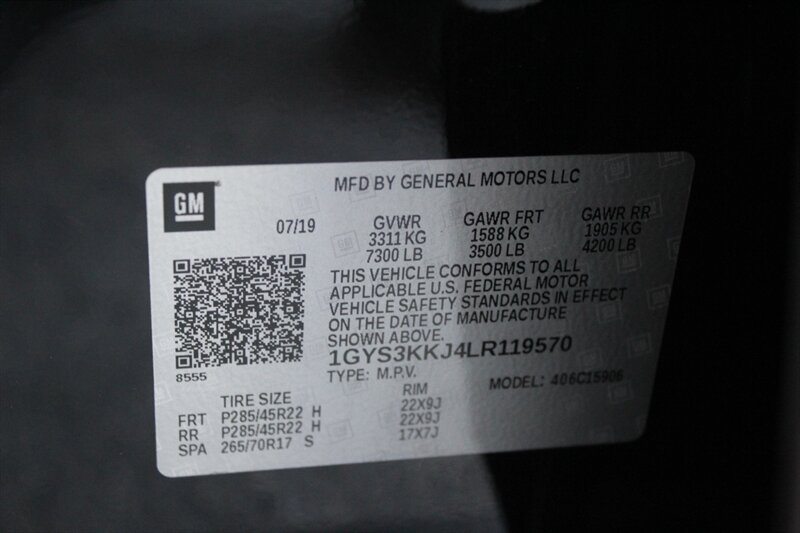 GM
MFD BY GENERAL MOTORS LLC
07/19
GVWR GAWR FRT GAWR RR
3311 KG 1588 KG 1905 KG
7300 LB 3500 LB 4200 LB
THIS VEHICLE CONFORMS TO ALL
APPLICABLE U.S. FEDERAL MOTOR
VEHICLE SAFETY STANDARDS IN EFFECT
ON THE DATE OF MANUFACTURE
SHOWN ABOVE.
1GYS3KKJ4LR119570
8555
TYPE: M.P.V. MODEL: 406C15906
TIRE SIZE RIM
FRT P285/45R22 H 22X9J
RR P285/45R22 H 22X9J
SPA 265/70R17 S 17X7J